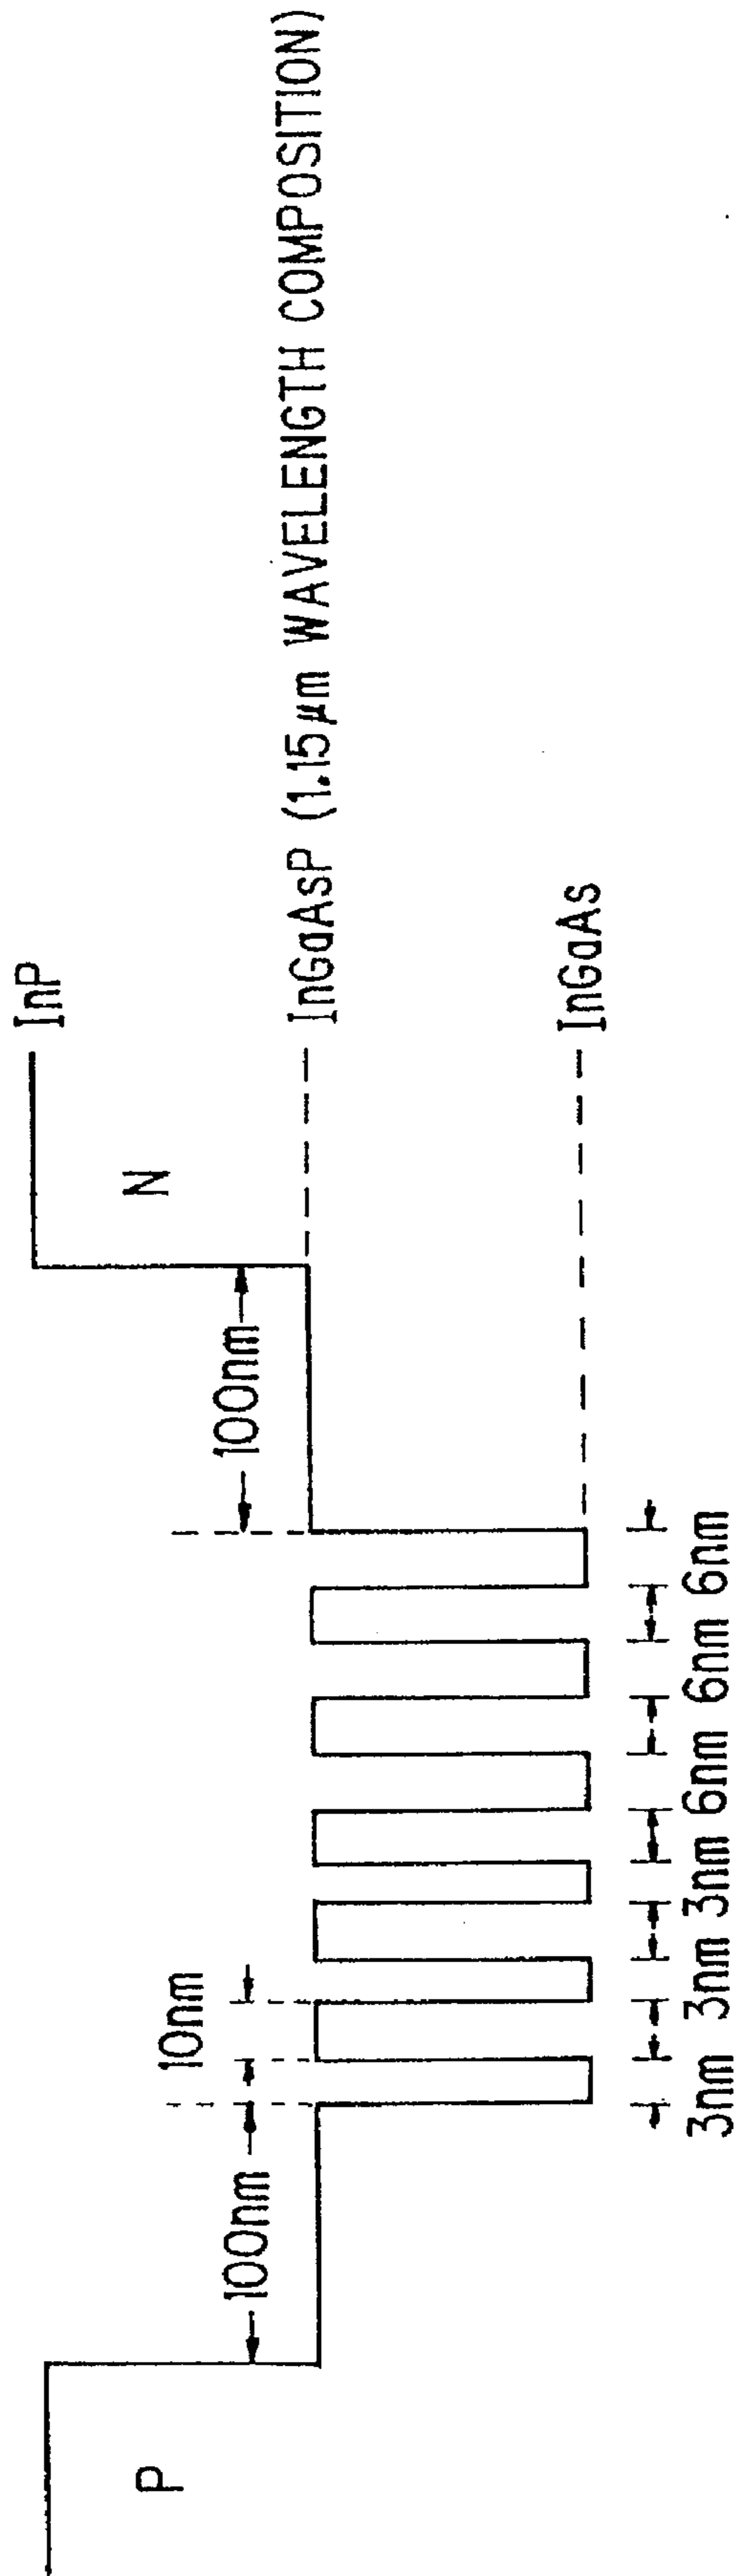 InP
P
N
100nm
10nm
100nm
InGaAsP (1.15μm WAVELENGTH COMPOSITION)
InGaAs
3nm 3nm 3nm 6nm 6nm 6nm